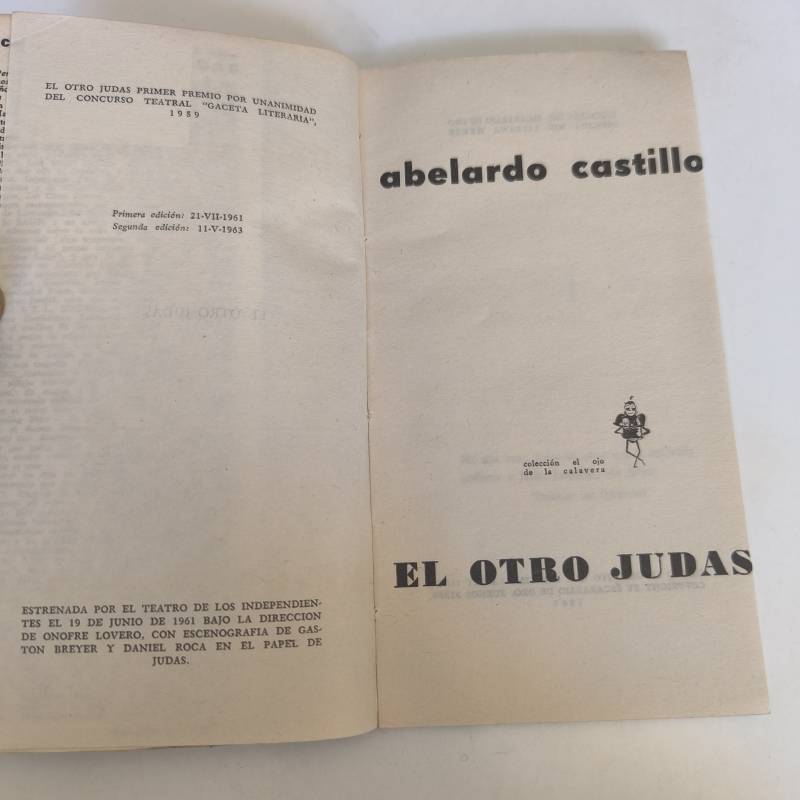 EL OTRO JUDAS PRIMER PREMIO POR UNANIMIDAD
DEL CONCURSO TEATRAL "GACETA LITERARIA",
1959
Primera edición: 21-VII-1961
Segunda edición: 11-V-1963
ESTRENADA POR EL TEATRO DE LOS INDEPENDIEN-
TES EL 19 DE JUNIO DE 1961 BAJO LA DIRECCION
DE ONOFRE LOVERO, CON ESCENOGRAFIA DE GAS-
TON BREYER Y DANIEL ROCA EN EL PAPEL DE
JUDAS.
abelardo castillo
colección el ojo
de la calavera
EL OTRO JUDAS